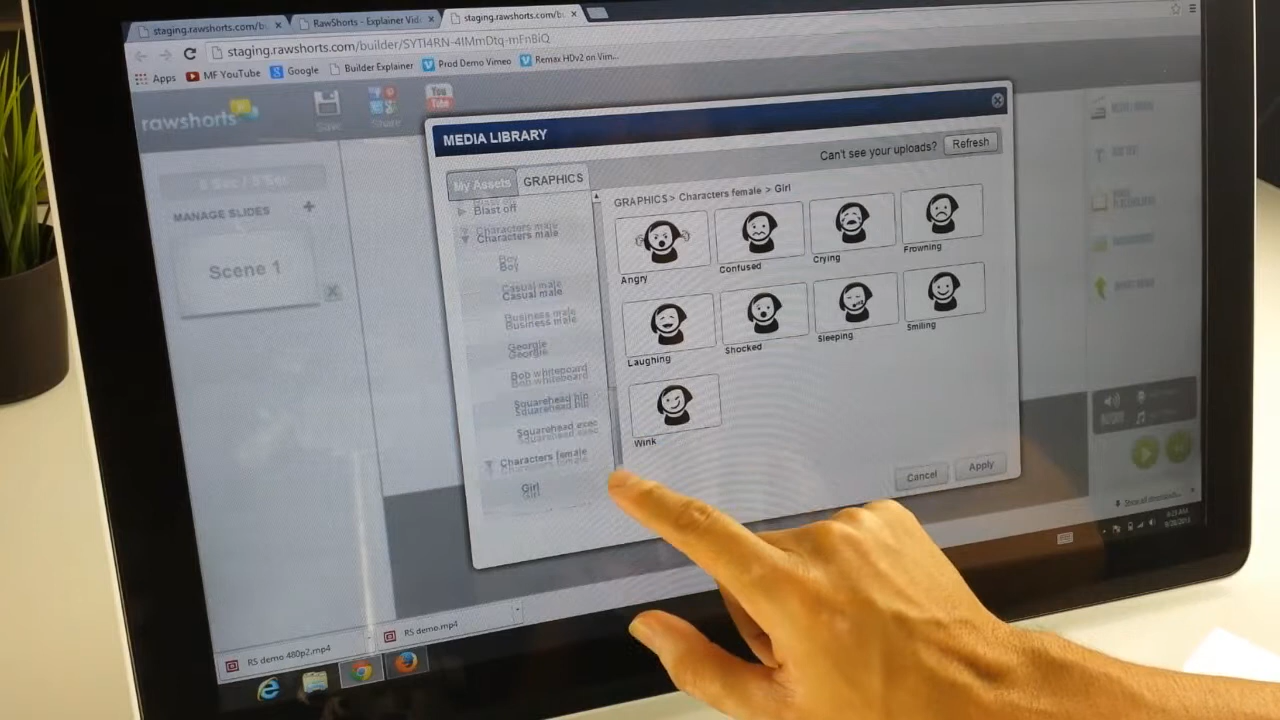 staging.rawshorts.com/b
RawShorts - Explainer Vid
staging.rawshorts.com/b
staging.rawshorts.com/builder/SYTI4RN-4IMmDtq-mFnBiQ
Apps
MF YouTube
Google
Builder Explainer
Prod Demo Vimeo
Remax HDv2 on Vim...
rawshorts
Save
Share
You
Tube
MEDIA LIBRARY
Can't see your uploads?
Refresh
My Assets
GRAPHICS
GRAPHICS> Characters female > Girl
Blast off
Characters male
Boy
Casual male
Business male
Georgie
Bob whiteboard
Squarehead hip
Squarehead exec
Characters female
Girl
Angry
Confused
Crying
Frowning
Laughing
Shocked
Sleeping
Smiling
Wink
Cancel
Apply
MANAGE SLIDES +
Scene 1
Show all downloads...
RS demo 480p2.mp4
RS demo.mp4